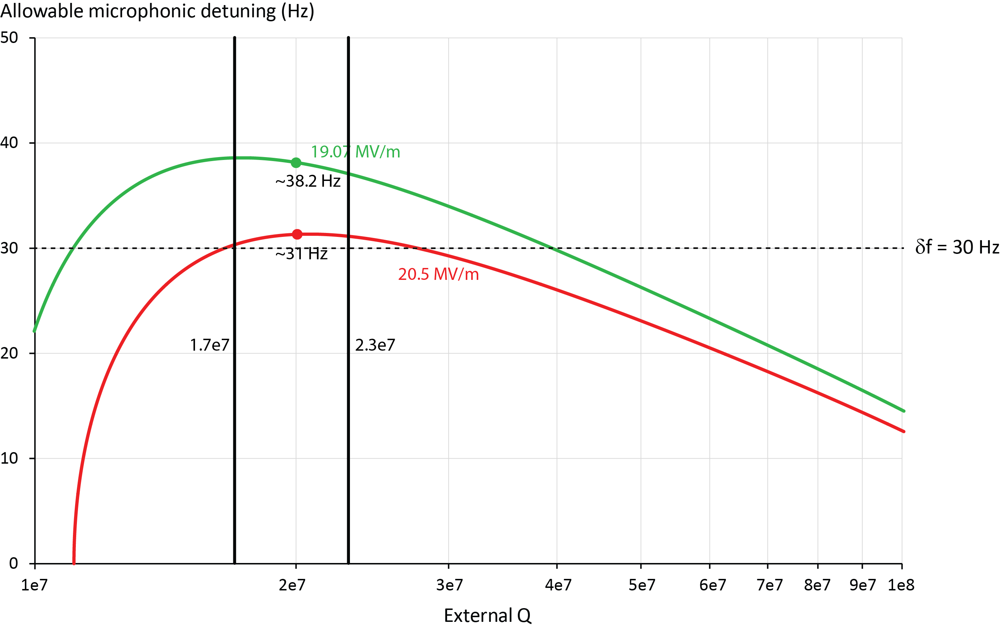 Allowable microphonic detuning (Hz)
50
40
19.07 MV/m
~38.2 Hz
30
δf = 30 Hz
~31 Hz
20.5 MV/m
1.7e7
2.3e7
20
10
0
1e7
2e7
3e7
4e7
5e7
6e7
7e7
8e7
9e7
1e8
External Q